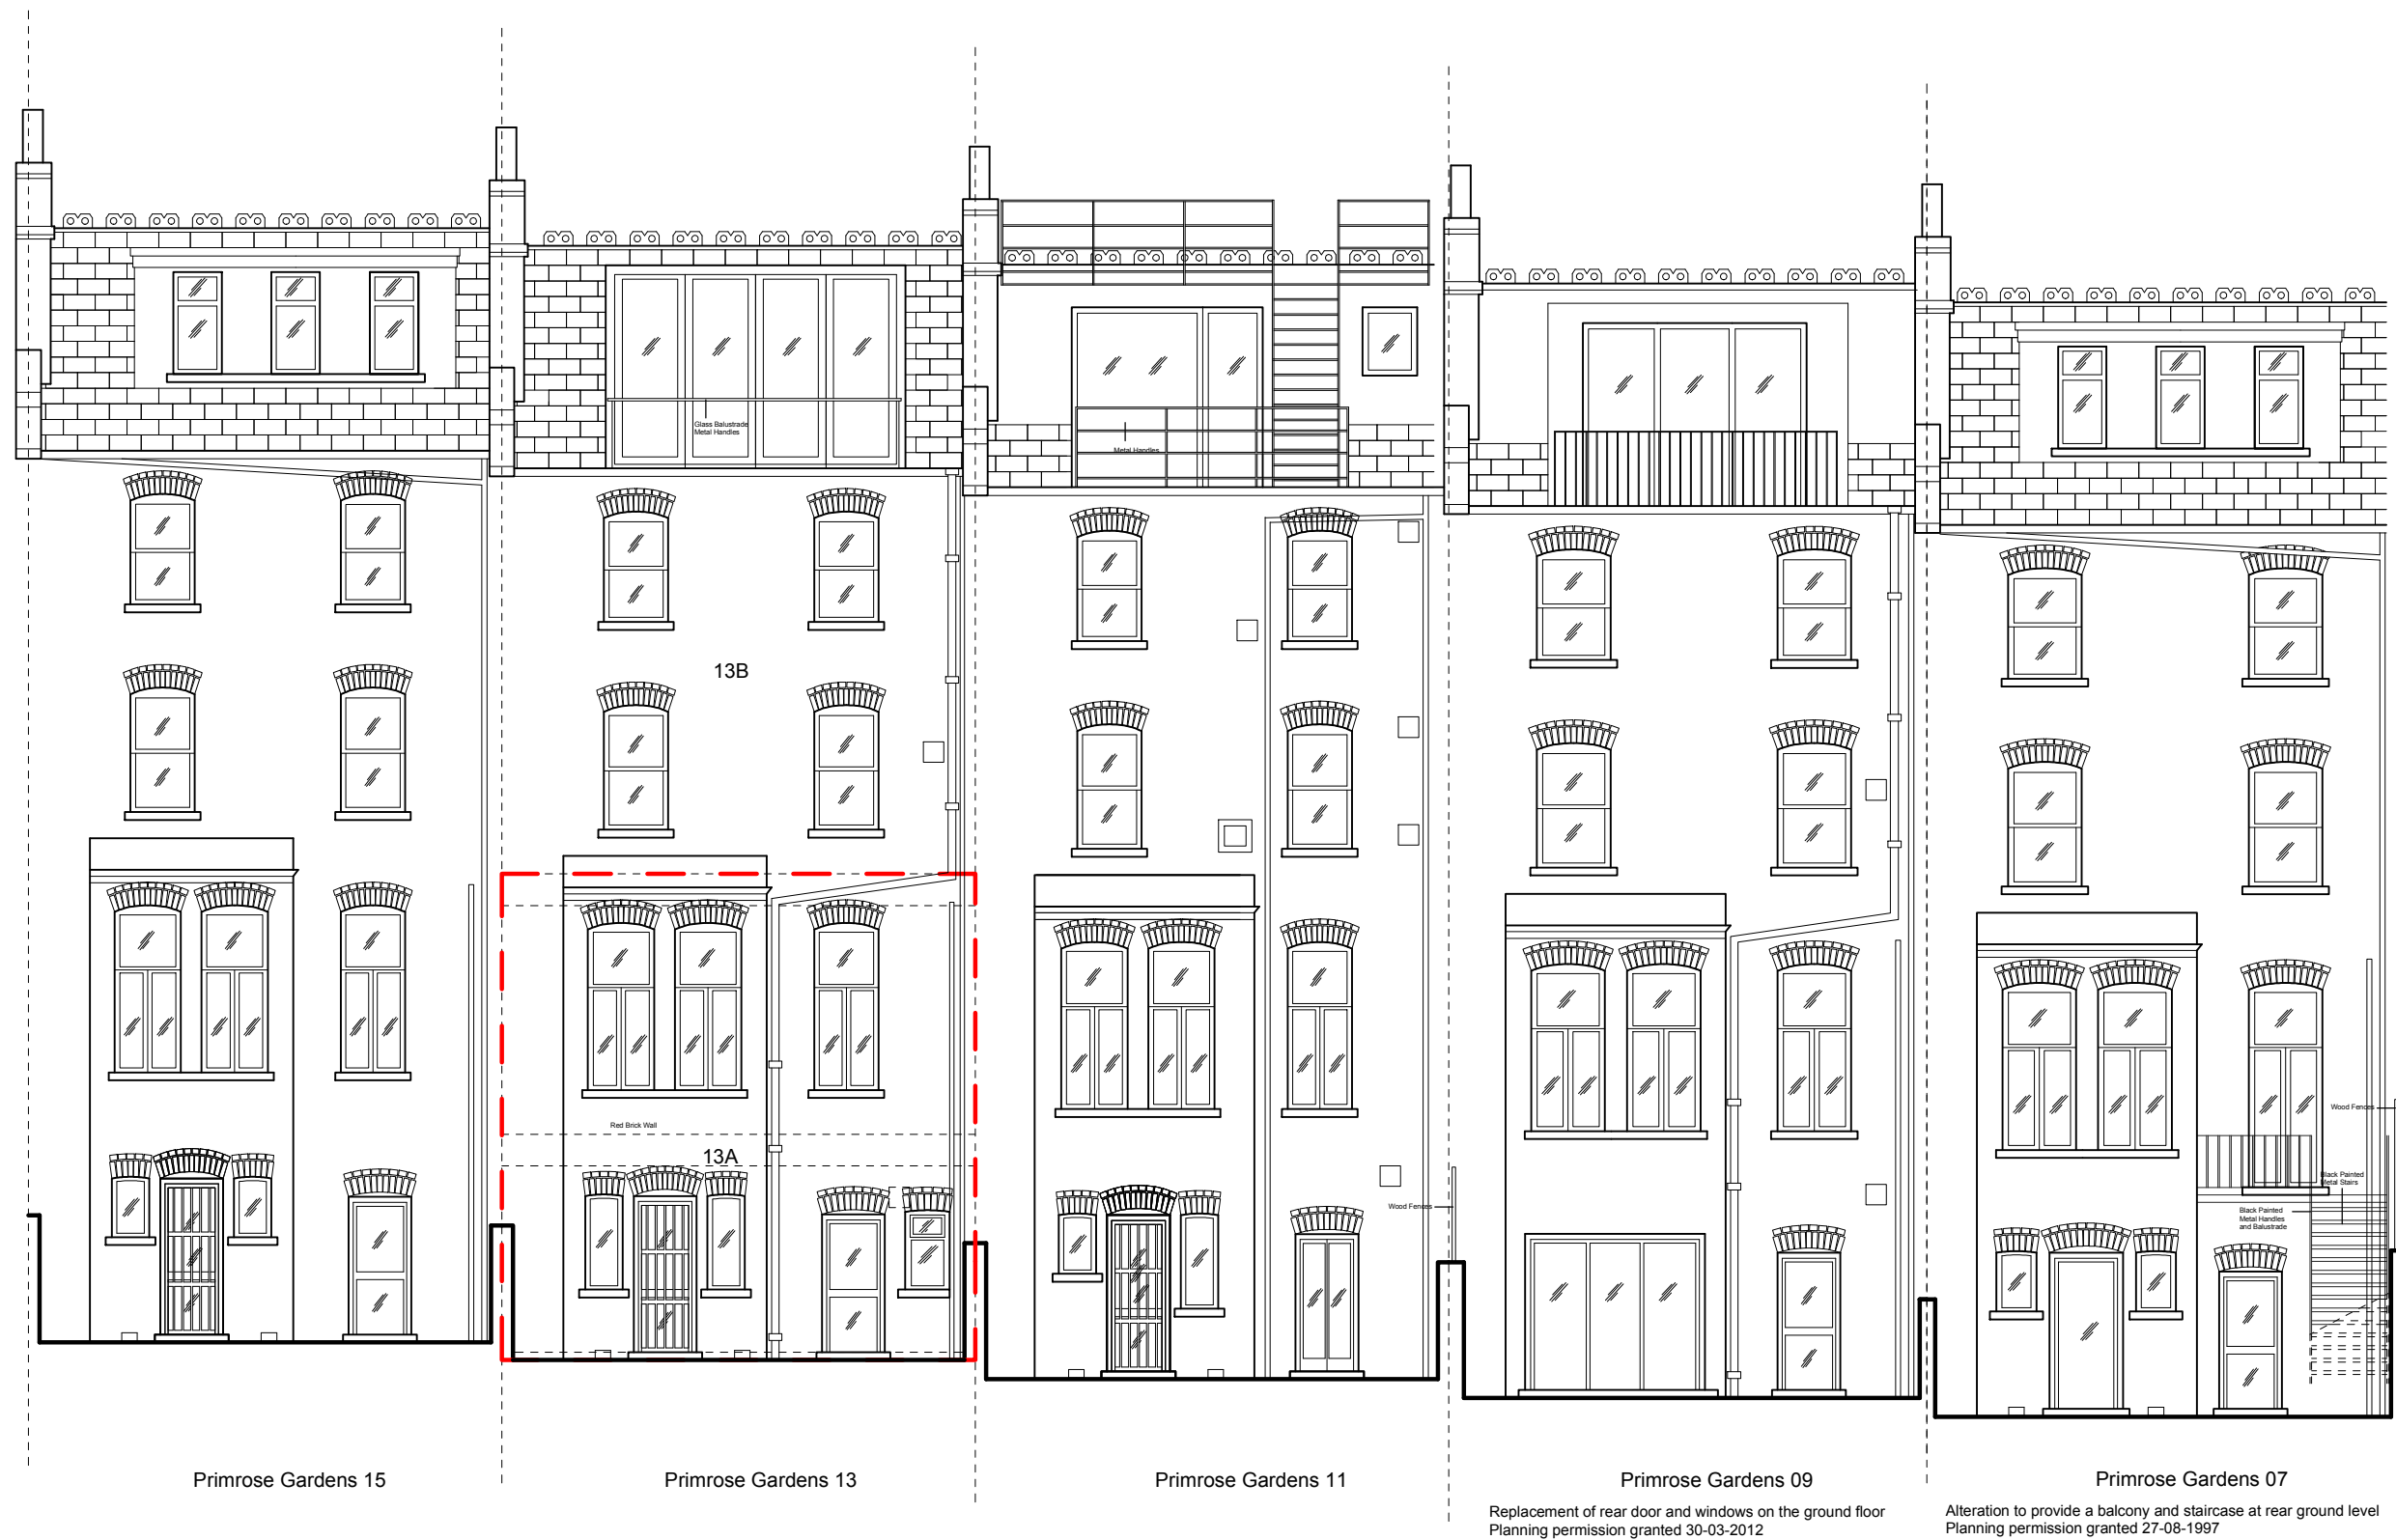 Glass Balustrade
Metal Handles
Metal Handles
13B
Red Brick Wall
13A
Wood Fences
Wood Fences
Black Painted
Metal Stairs
Black Painted
Metal Handles
and Balustrade
Primrose Gardens 15
Primrose Gardens 13
Primrose Gardens 11
Primrose Gardens 09
Replacement of rear door and windows on the ground floor
Planning permission granted 30-03-2012
Primrose Gardens 07
Alteration to provide a balcony and staircase at rear ground level
Planning permission granted 27-08-1997